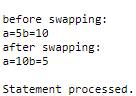 before swapping:
a=5b=10
after swapping:
a=10b=5
Statement processed.